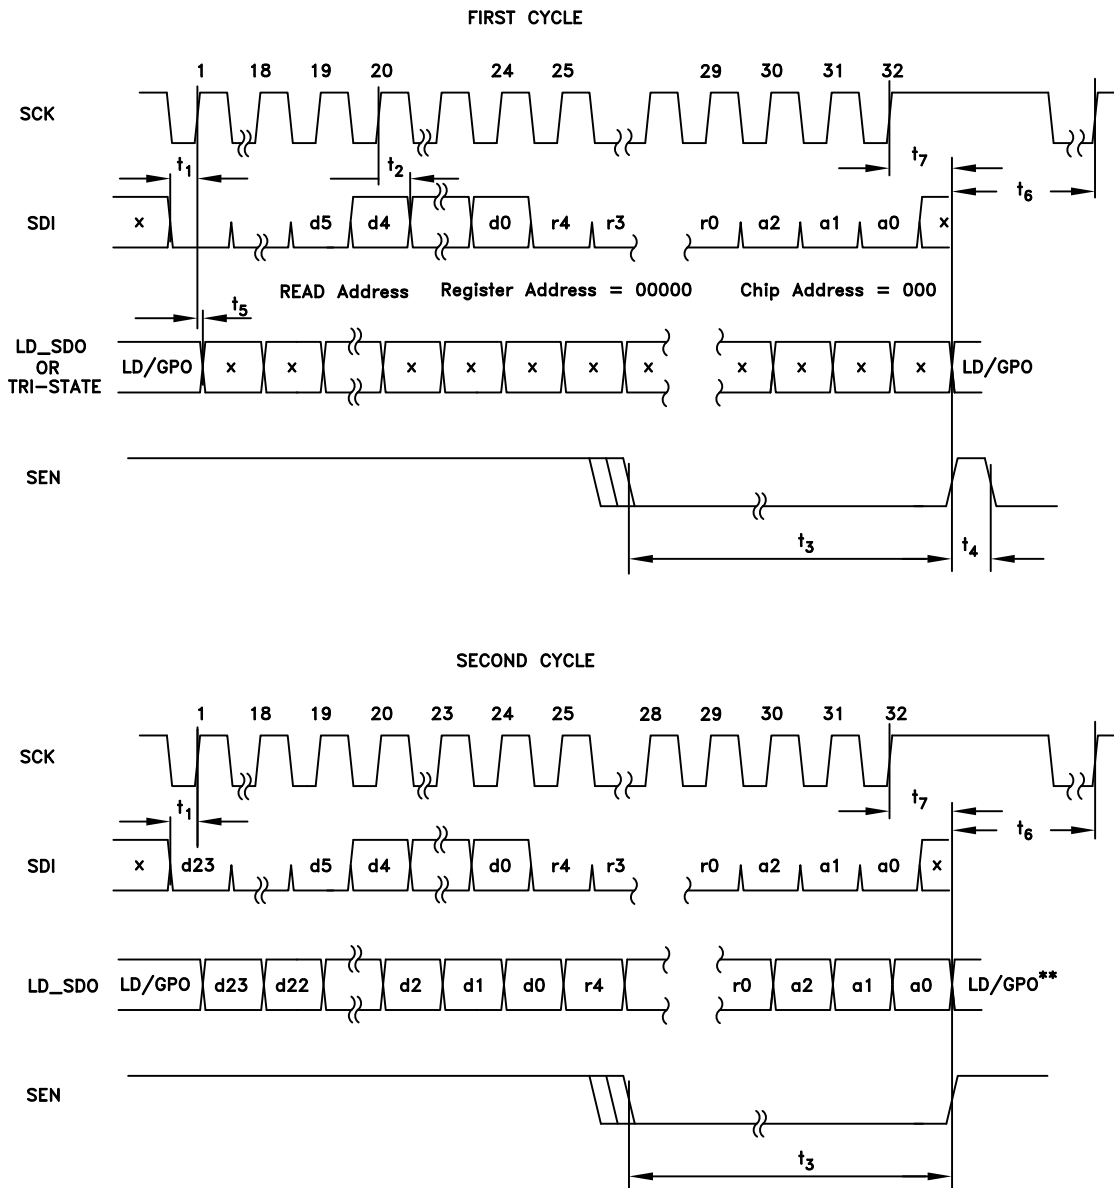 FIRST CYCLE
1 18 19 20 24 25 29 30 31 32
SCK
t1 t2 t7 t6
SDI x d5 d4 d0 r4 r3 r0 a2 a1 a0 x
READ Address Register Address = 00000 Chip Address = 000
t5
LD_SDO
OR
TRI-STATE
LD/GPO x x x x x x x x x x x LD/GPO
SEN
t3 t4
SECOND CYCLE
1 18 19 20 23 24 25 28 29 30 31 32
SCK
t1 t7 t6
SDI x d23 d5 d4 d0 r4 r3 r0 a2 a1 a0 x
LD_SDO LD/GPO d23 d22 d2 d1 d0 r4 r0 a2 a1 a0 LD/GPO**
SEN
t3